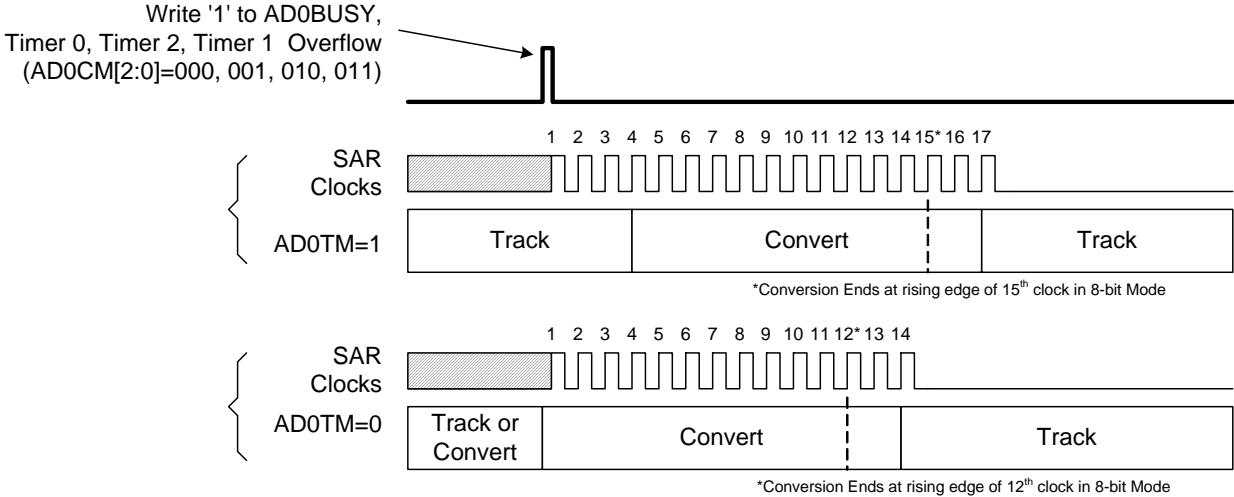 Write '1' to AD0BUSY,
Timer 0, Timer 2, Timer 1 Overflow
(AD0CM[2:0]=000, 001, 010, 011)
1 2 3 4 5 6 7 8 9 10 11 12 13 14 15* 16 17
SAR
Clocks
AD0TM=1
Track
Convert
Track
*Conversion Ends at rising edge of 15th clock in 8-bit Mode
1 2 3 4 5 6 7 8 9 10 11 12* 13 14
SAR
Clocks
AD0TM=0
Track or
Convert
Convert
Track
*Conversion Ends at rising edge of 12th clock in 8-bit Mode